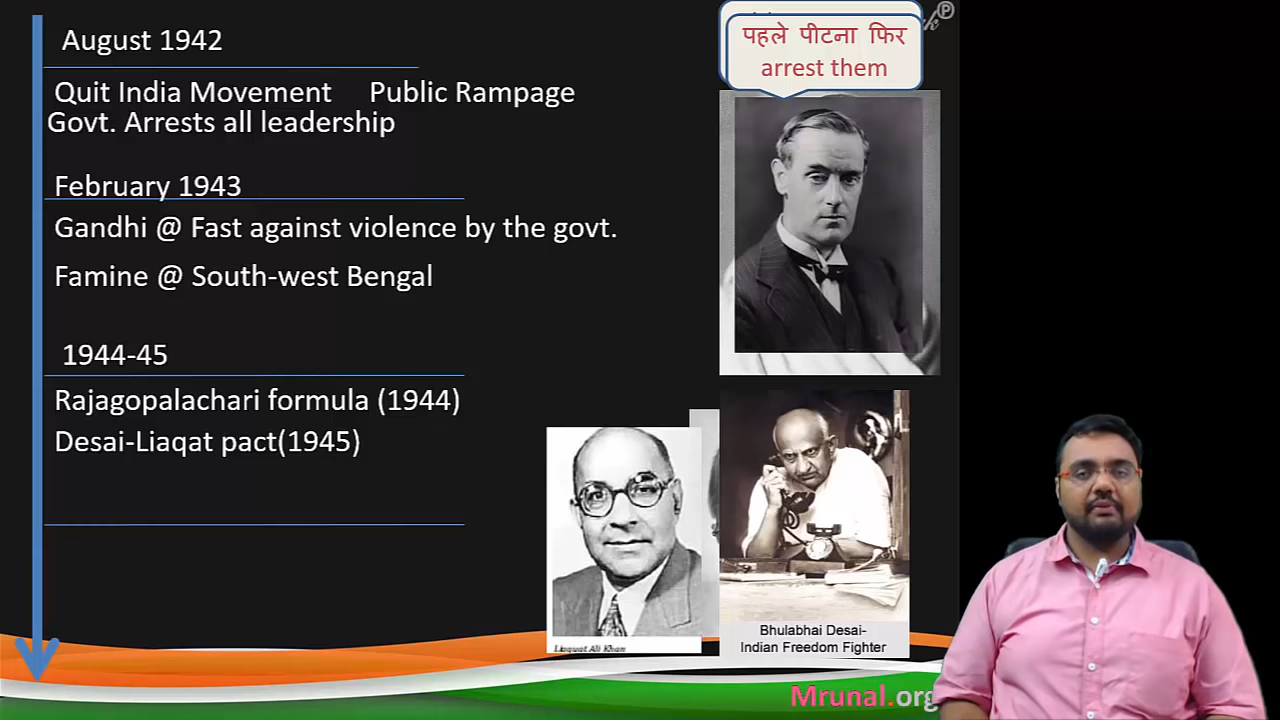 August 1942
Quit India Movement Public Rampage
Govt. Arrests all leadership
February 1943
Gandhi @ Fast against violence by the govt.
Famine @ South-west Bengal
1944-45
Rajagopalachari formula (1944)
Desai-Liaqat pact(1945)
पहले पीटना फिर
arrest them
Liaquat Ali Khan
Bhulabhai Desai-
Indian Freedom Fighter
Mrunal.org